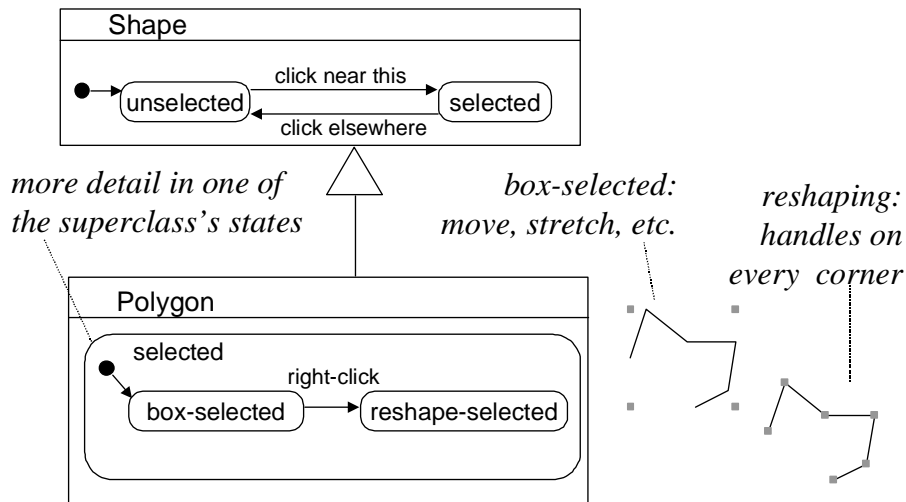 Shape
click near this
unselected
selected
click elsewhere
more detail in one of
the superclass's states
box-selected:
move, stretch, etc.
reshaping:
handles on
every corner
Polygon
selected
right-click
box-selected
reshape-selected